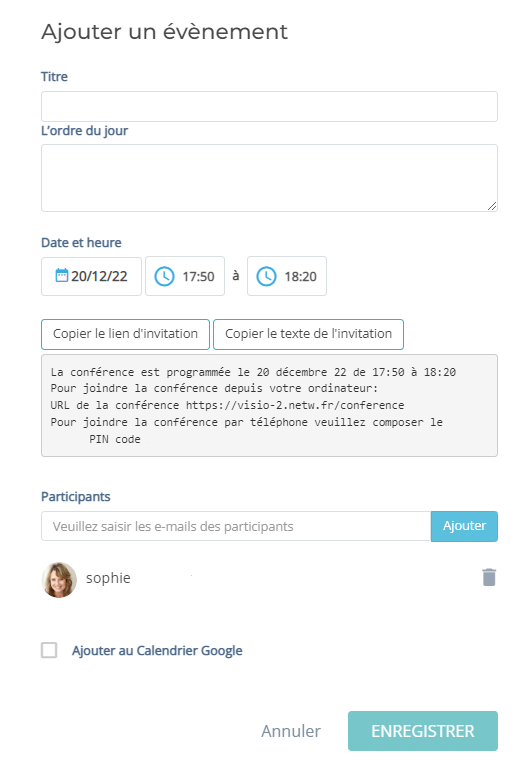 Ajouter un évènement
Titre
L'ordre du jour
Date et heure
20/12/22 17:50 à 18:20
Copier le lien d'invitation Copier le texte de l'invitation
La conférence est programmée le 20 décembre 22 de 17:50 à 18:20
Pour joindre la conférence depuis votre ordinateur:
URL de la conférence https://visio-2.netw.fr/conference
Pour joindre la conférence par téléphone veuillez composer le
PIN code
Participants
Veuillez saisir les e-mails des participants Ajouter
sophie
Ajouter au Calendrier Google
Annuler ENREGISTRER